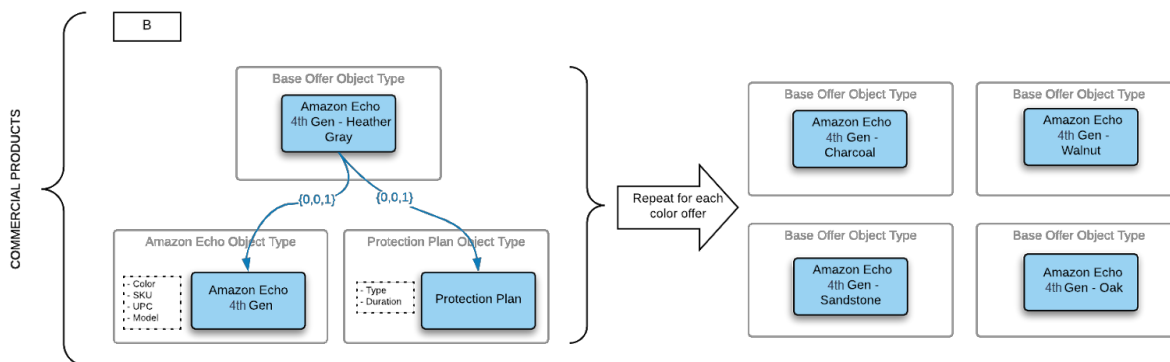 B
COMMERCIAL PRODUCTS
Base Offer Object Type
Amazon Echo
4th Gen - Heather
Gray
{0,0,1}
{0,0,1}
Amazon Echo Object Type
- Color
- SKU
- UPC
- Model
Amazon Echo
4th Gen
Protection Plan Object Type
- Type
- Duration
Protection Plan
Repeat for each
color offer
Base Offer Object Type
Amazon Echo
4th Gen -
Charcoal
Base Offer Object Type
Amazon Echo
4th Gen -
Walnut
Base Offer Object Type
Amazon Echo
4th Gen -
Sandstone
Base Offer Object Type
Amazon Echo
4th Gen - Oak